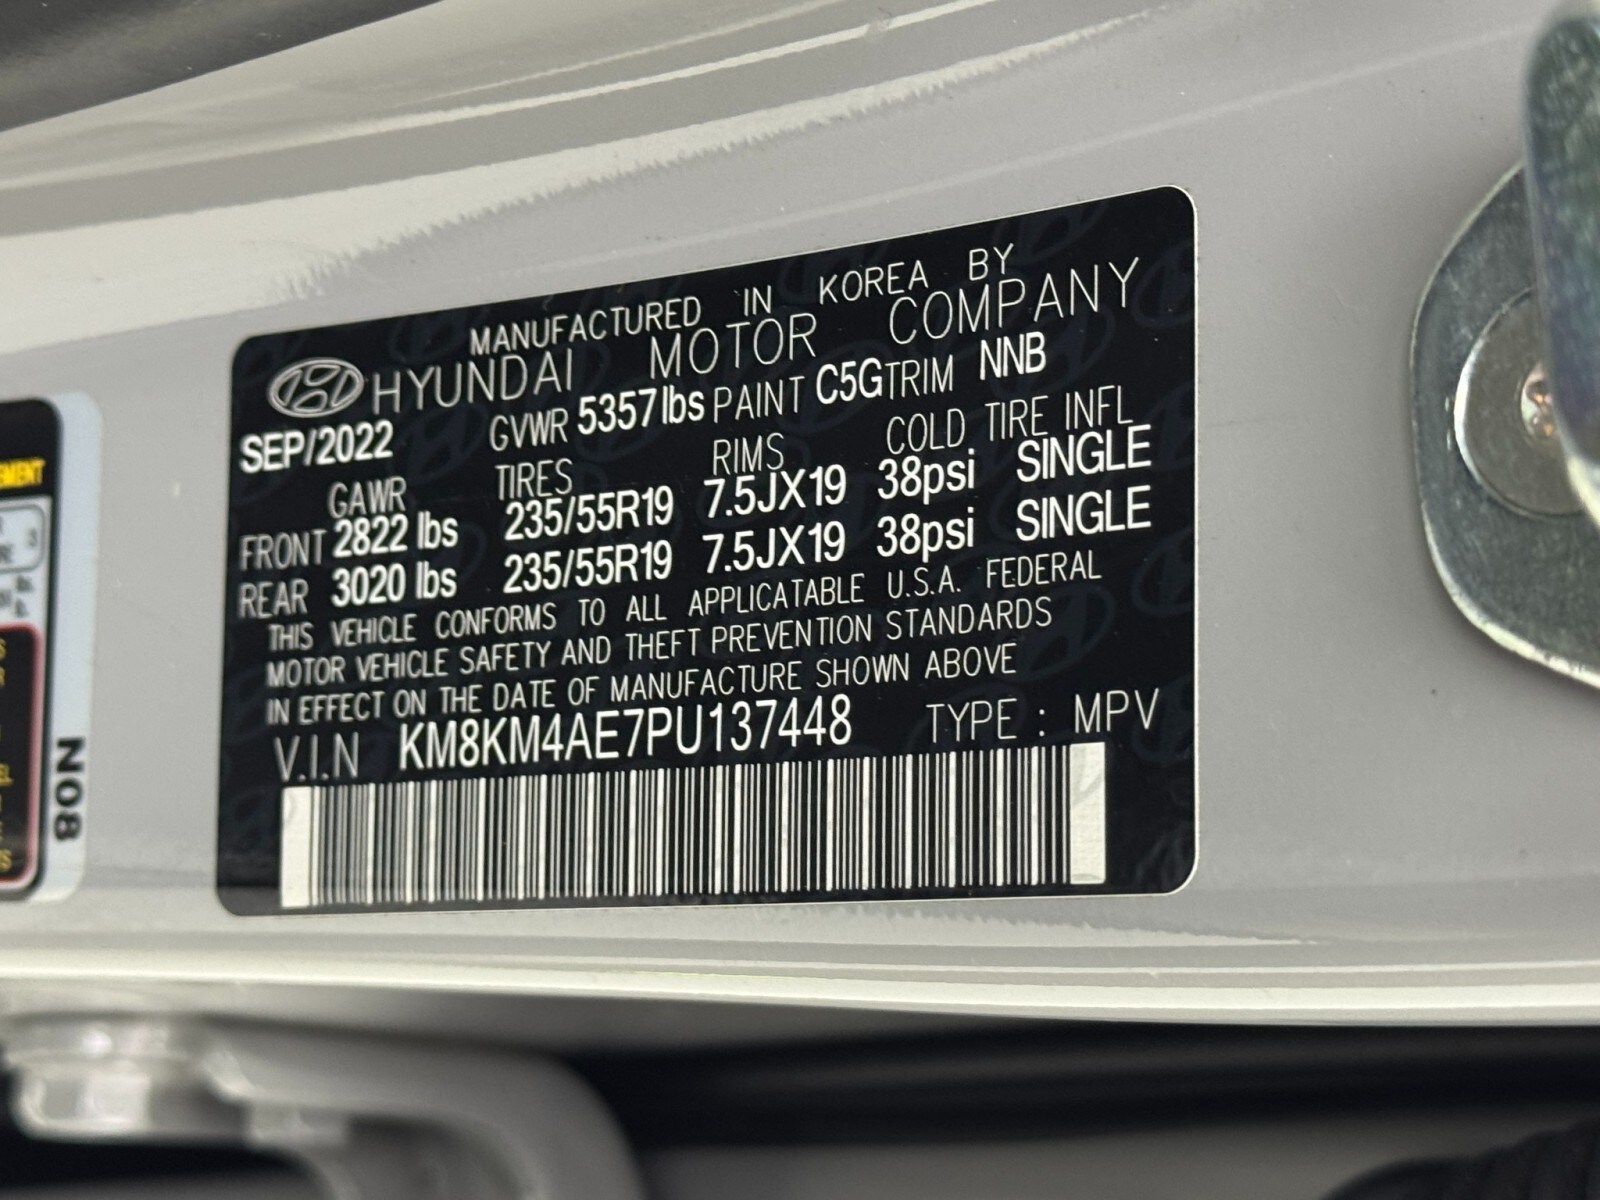 MANUFACTURED IN KOREA BY
HYUNDAI MOTOR COMPANY
SEP/2022 GVWR 5357lbs PAINT C5G TRIM NNB
GAWR TIRES RIMS COLD TIRE INFL
FRONT 2822 lbs 235/55R19 7.5JX19 38psi SINGLE
REAR 3020 lbs 235/55R19 7.5JX19 38psi SINGLE
THIS VEHICLE CONFORMS TO ALL APPLICATABLE U.S.A. FEDERAL
MOTOR VEHICLE SAFETY AND THEFT PREVENTION STANDARDS
IN EFFECT ON THE DATE OF MANUFACTURE SHOWN ABOVE
V.I.N KM8KM4AE7PU137448 TYPE : MPV
N08